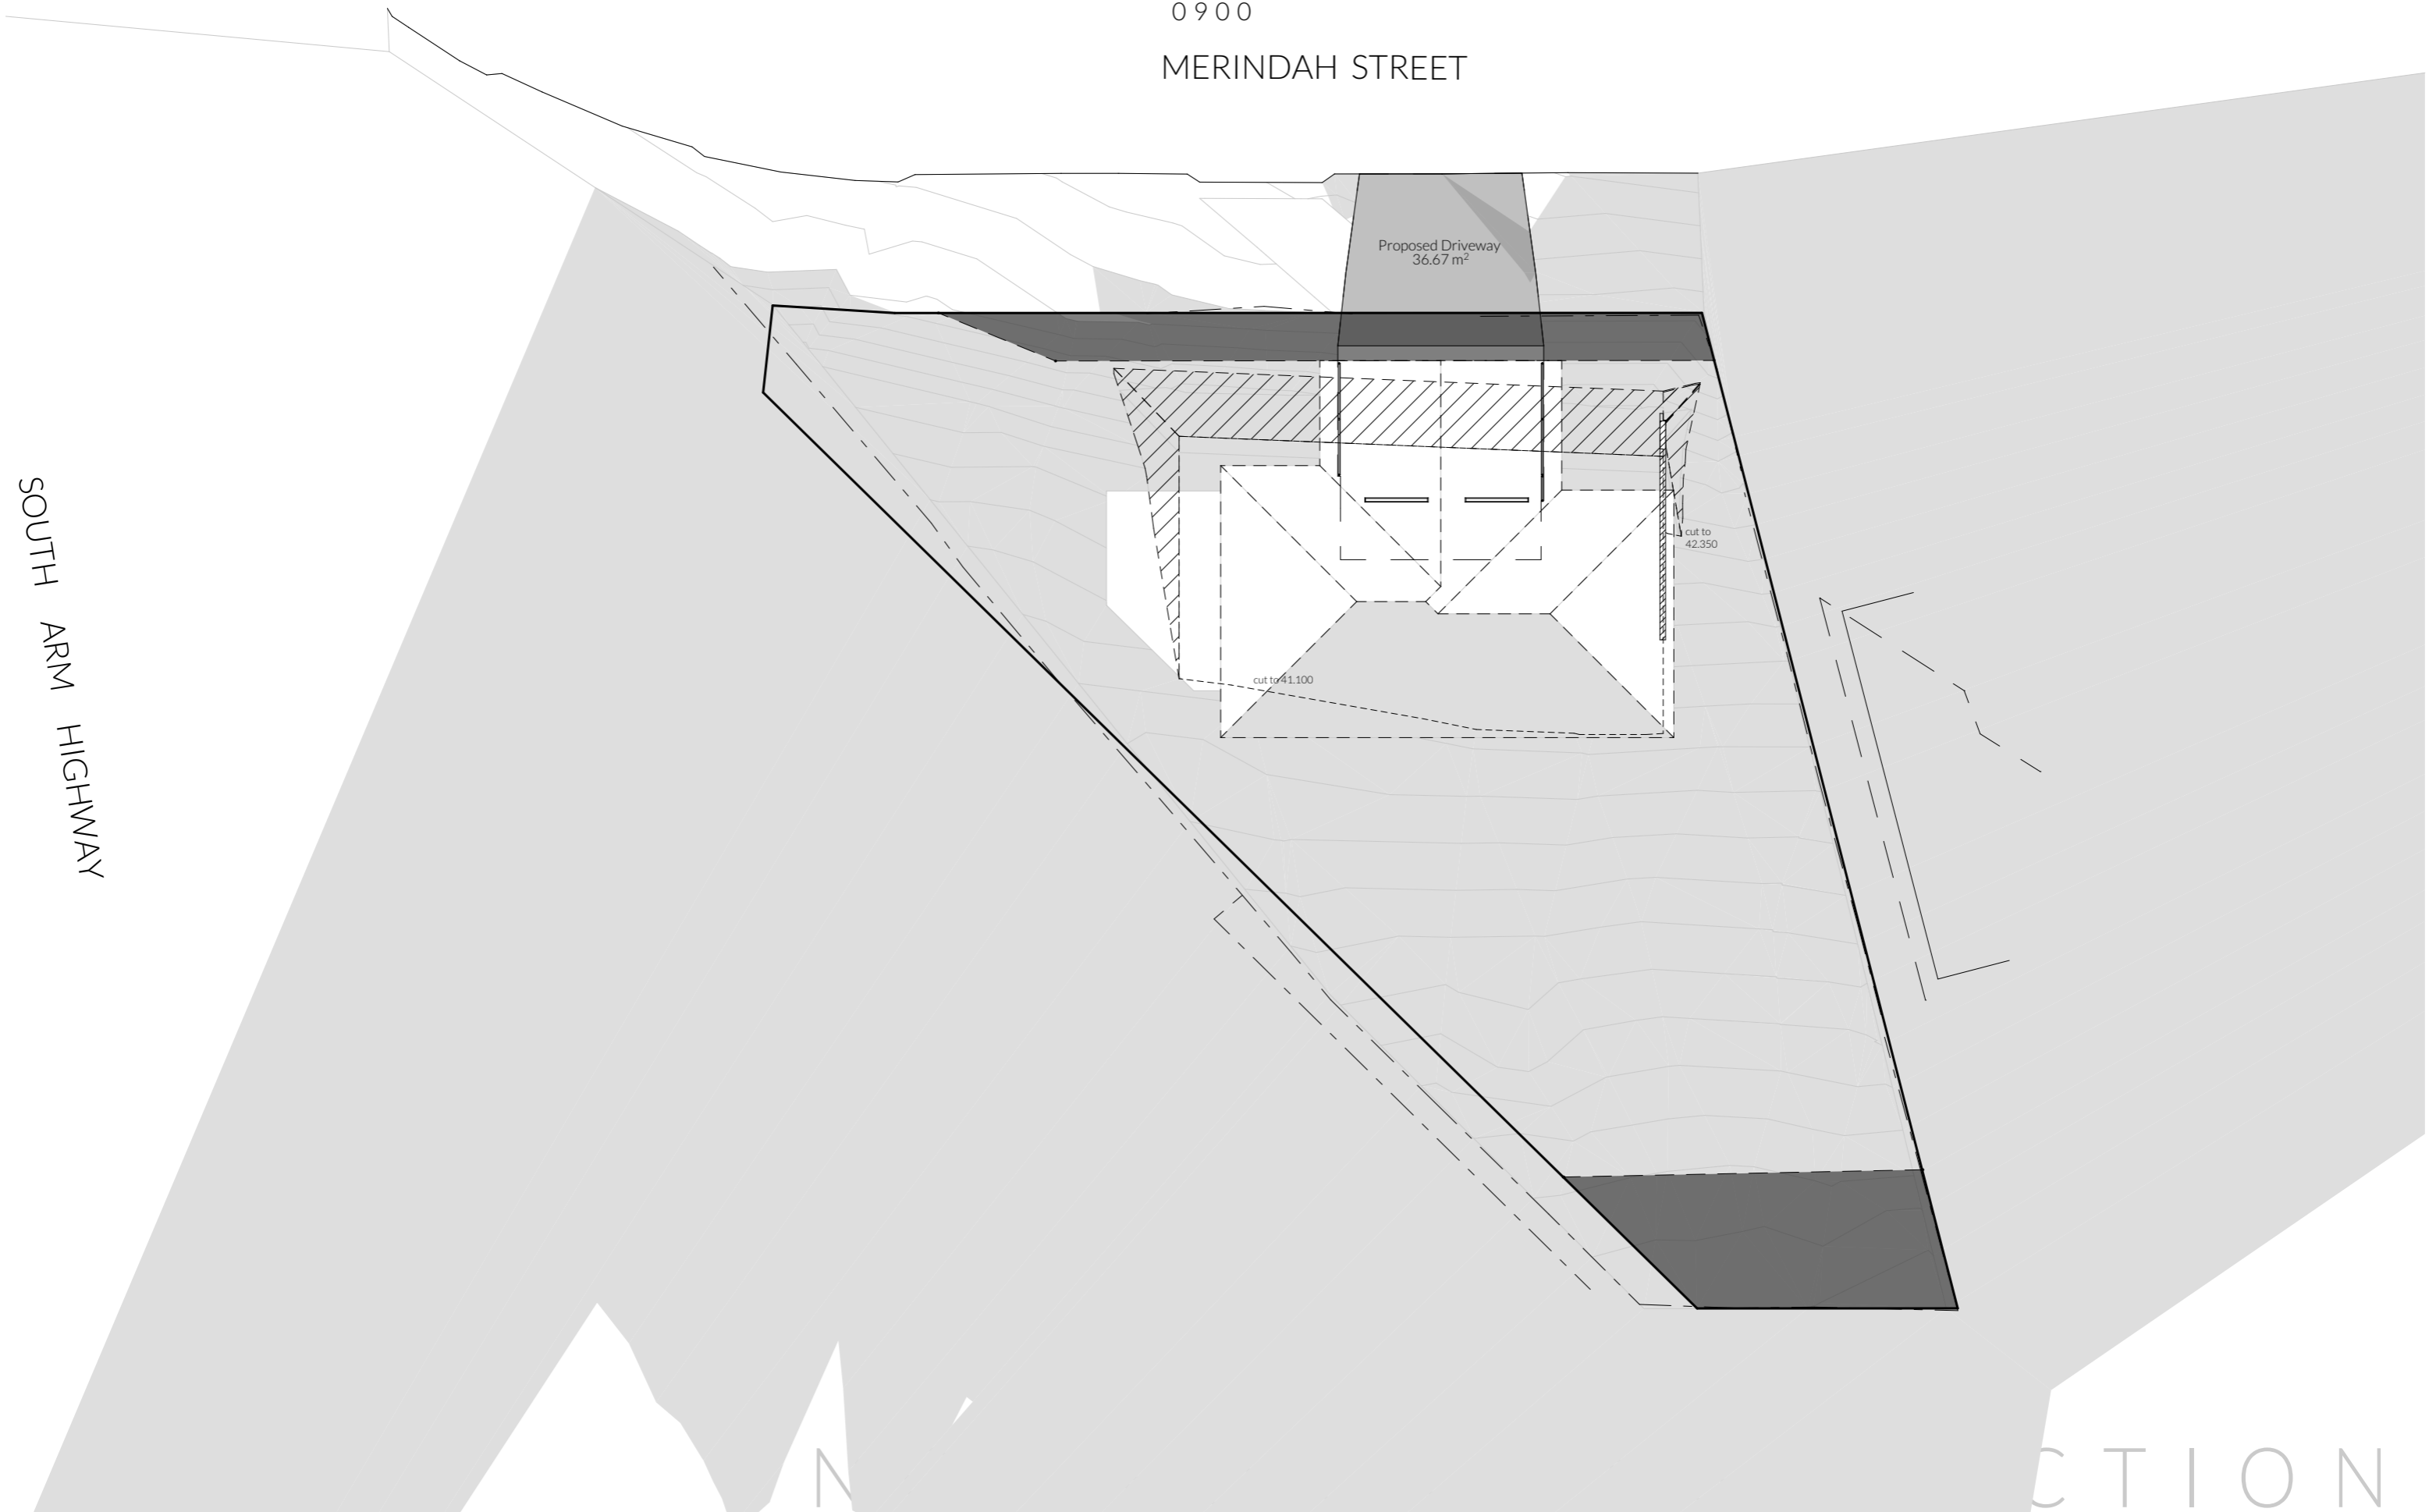 0900
MERINDAH STREET
Proposed Driveway
36.67 m²
SOUTH ARM HIGHWAY
cut to
42.350
cut to 41.100
CTION